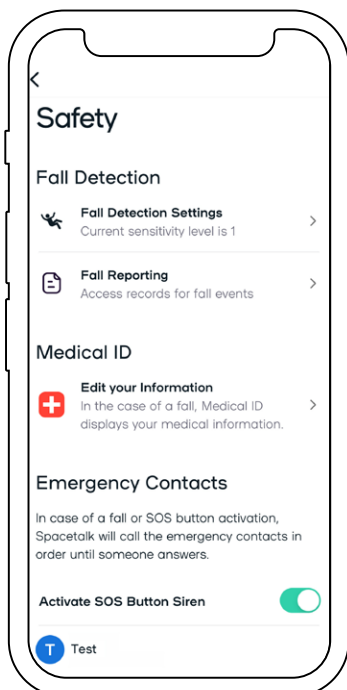 Safety
Fall Detection
Fall Detection Settings
Current sensitivity level is 1
Fall Reporting
Access records for fall events
Medical ID
Edit your Information
In the case of a fall, Medical ID
displays your medical information.
Emergency Contacts
In case of a fall or SOS button activation,
Spacetalk will call the emergency contacts in
order until someone answers.
Activate SOS Button Siren
T Test